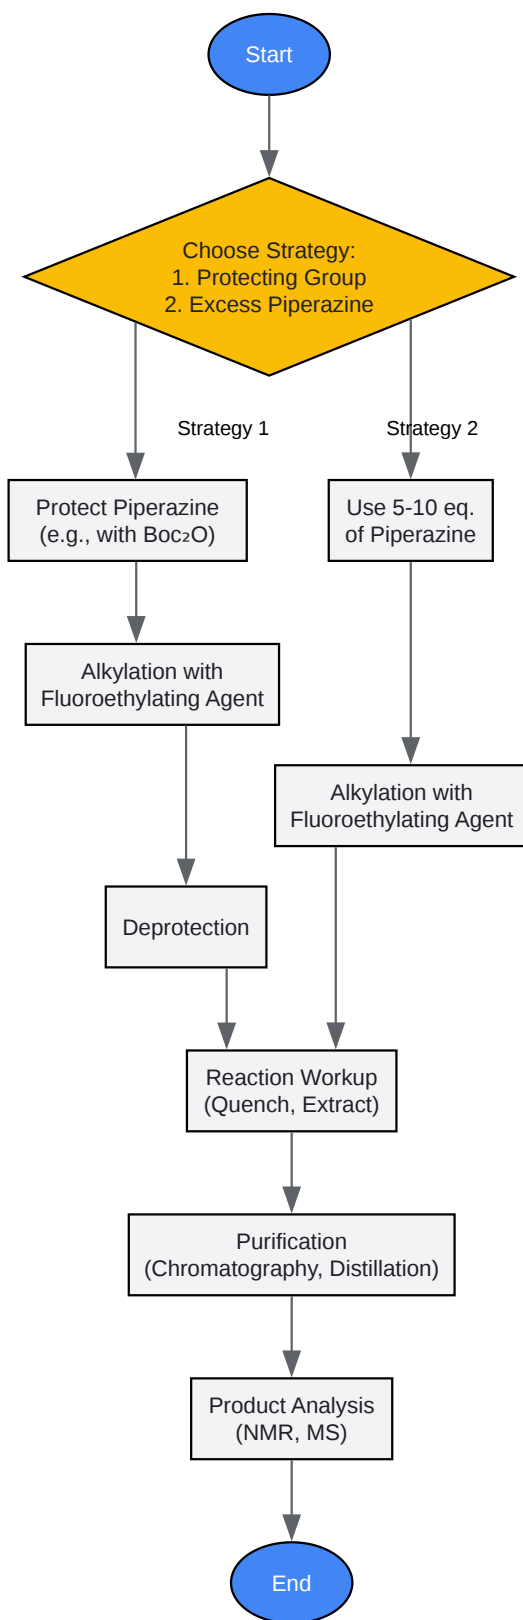 Start
Choose Strategy:
1. Protecting Group
2. Excess Piperazine
Strategy 1
Strategy 2
Protect Piperazine
(e.g., with Boc₂O)
Use 5-10 eq.
of Piperazine
Alkylation with
Fluoroethylating Agent
Alkylation with
Fluoroethylating Agent
Deprotection
Reaction Workup
(Quench, Extract)
Purification
(Chromatography, Distillation)
Product Analysis
(NMR, MS)
End